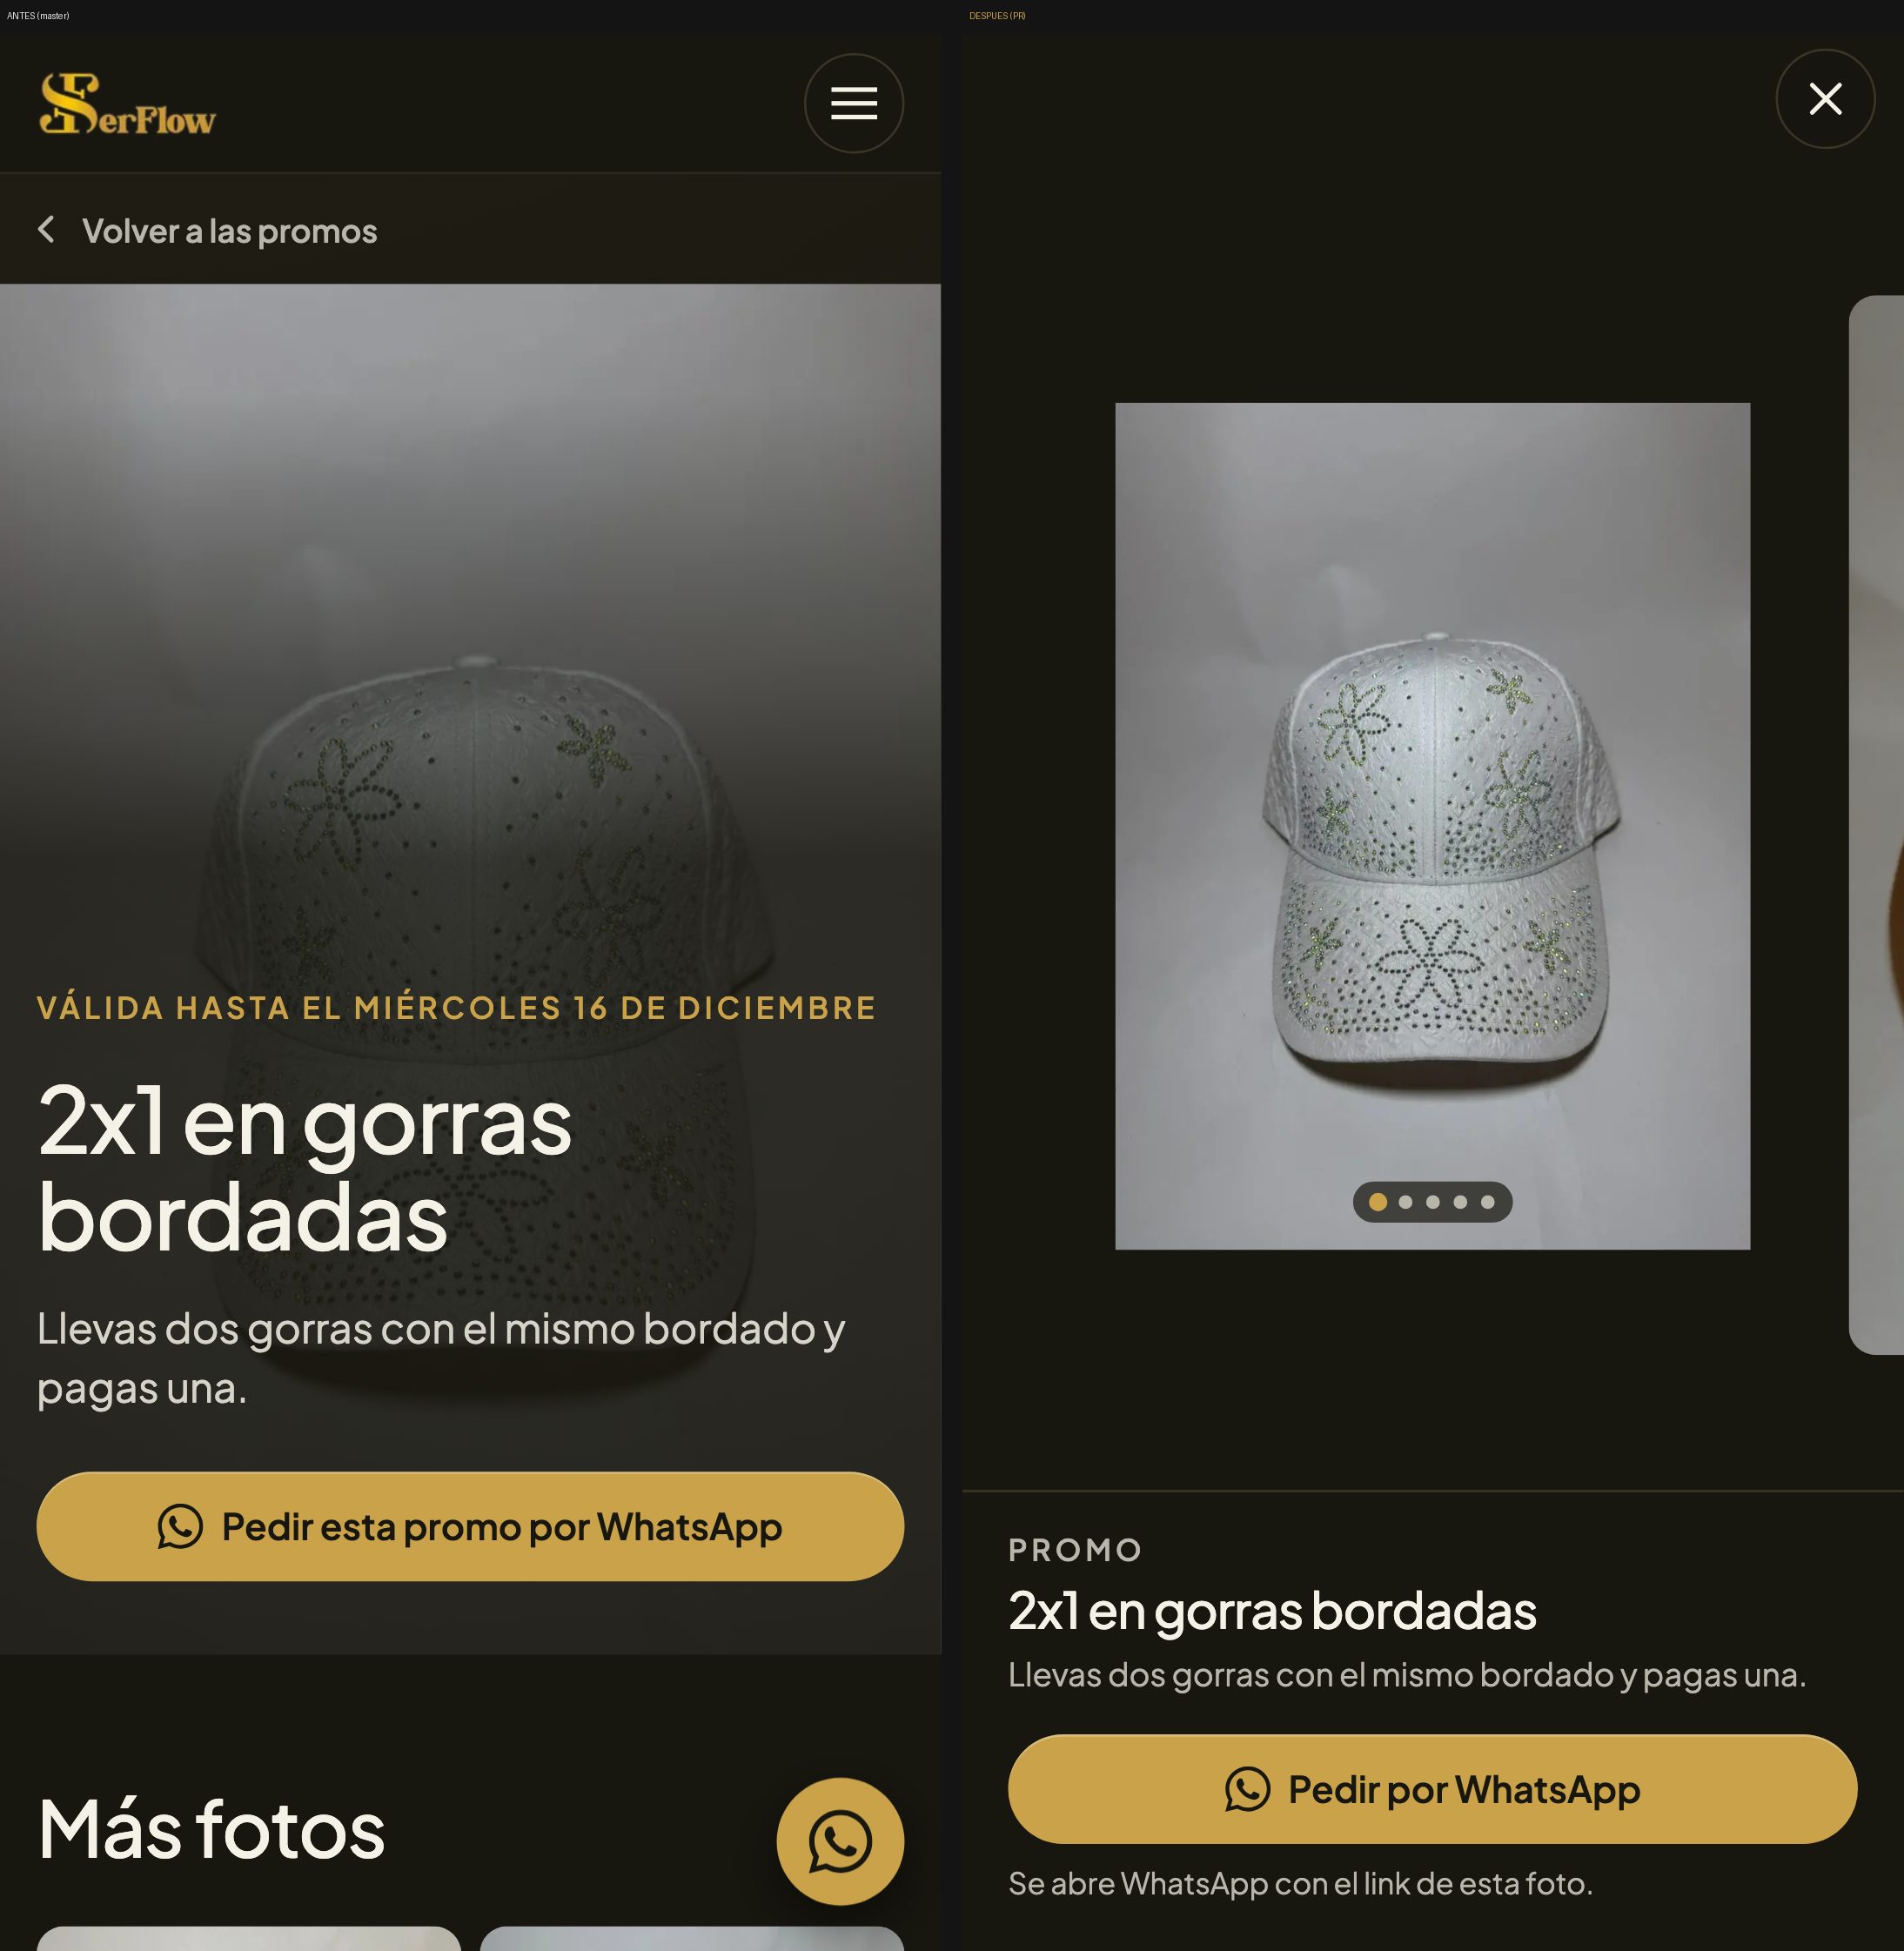 ANTES (master)
SerFlow
Volver a las promos
VÁLIDA HASTA EL MIÉRCOLES 16 DE DICIEMBRE
2x1 en gorras
bordadas
Llevas dos gorras con el mismo bordado y
pagas una.
Pedir esta promo por WhatsApp
Más fotos
DESPUES (PR)
PROMO
2x1 en gorras bordadas
Llevas dos gorras con el mismo bordado y pagas una.
Pedir por WhatsApp
Se abre WhatsApp con el link de esta foto.